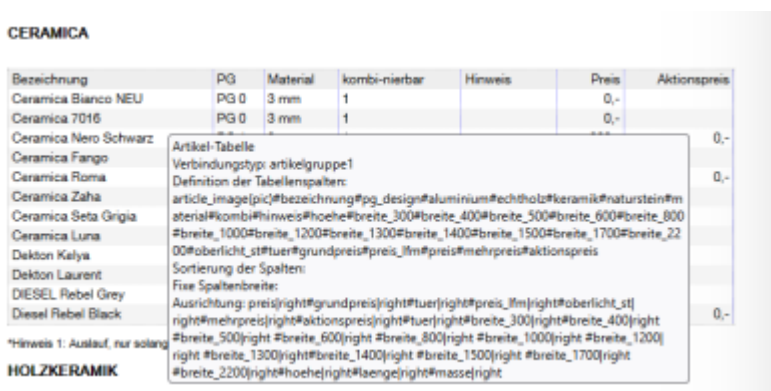 CERAMICA
Bezeichnung PG Material kombi-nierbar Hinweis Preis Aktionspreis
Ceramica Bianco NEU PG 0 3 mm 1 0,-
Ceramica 7016 PG 0 3 mm 1 0,-
Ceramica Nero Schwarz 0,-
Ceramica Fango
Ceramica Roma 0,-
Ceramica Zaha
Ceramica Seta Grigia
Ceramica Luna
Dekton Kelya
Dekton Laurent
DIESEL Rebel Grey
Diesel Rebel Black 0,-
*Hinweis 1: Auslauf, nur solang
HOLZKERAMIK
Artikel-Tabelle
Verbindungstyp: artikelgruppe1
Definition der Tabellenspalten:
article_image(pic)#bezeichnung#pg_design#aluminium#echtholz#keramik#naturstein#m
aterial#kombi#hinweis#hoehe#breite_300#breite_400#breite_500#breite_600#breite_800
#breite_1000#breite_1200#breite_1300#breite_1400#breite_1500#breite_1700#breite_22
00#oberlicht_st#tuer#grundpreis#preis_lfm#preis#mehrpreis#aktionspreis
Sortierung der Spalten:
Fixe Spaltenbreite:
Ausrichtung: preis|right#grundpreis|right#tuer|right#preis_lfm|right#oberlicht_st|
right#mehrpreis|right#aktionspreis|right#tuer|right#breite_300|right#breite_400|right
#breite_500|right #breite_600|right #breite_800|right #breite_1000|right #breite_1200|
right #breite_1300|right#breite_1400|right #breite_1500|right #breite_1700|right
#breite_2200|right#hoehe|right#laenge|right#masse|right